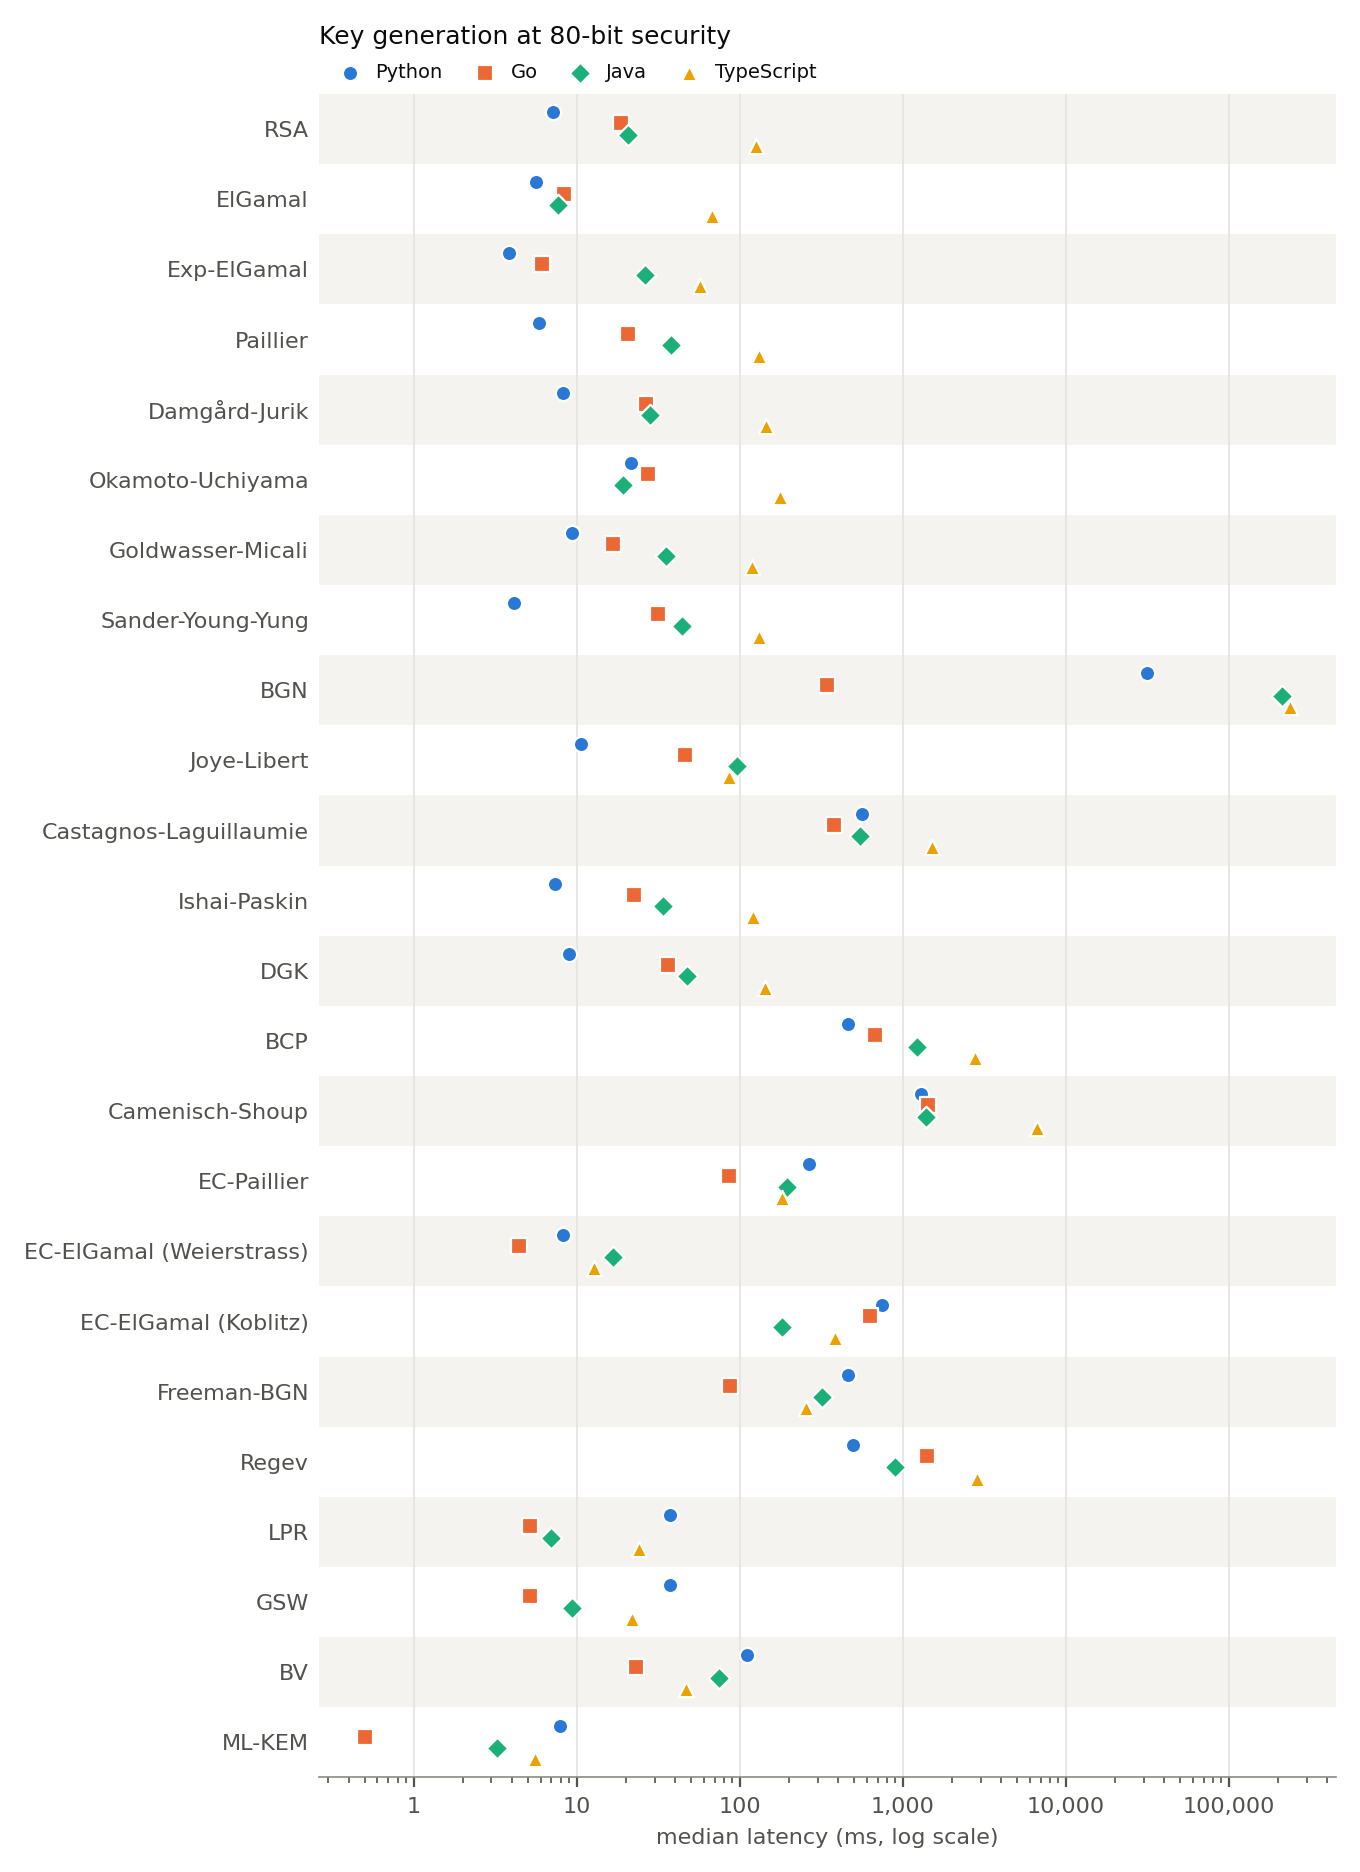 Key generation at 80-bit security
Python Go Java TypeScript
RSA
ElGamal
Exp-ElGamal
Paillier
Damgård-Jurik
Okamoto-Uchiyama
Goldwasser-Micali
Sander-Young-Yung
BGN
Joye-Libert
Castagnos-Laguillaumie
Ishai-Paskin
DGK
BCP
Camenisch-Shoup
EC-Paillier
EC-ElGamal (Weierstrass)
EC-ElGamal (Koblitz)
Freeman-BGN
Regev
LPR
GSW
BV
ML-KEM
1 10 100 1,000 10,000 100,000
median latency (ms, log scale)